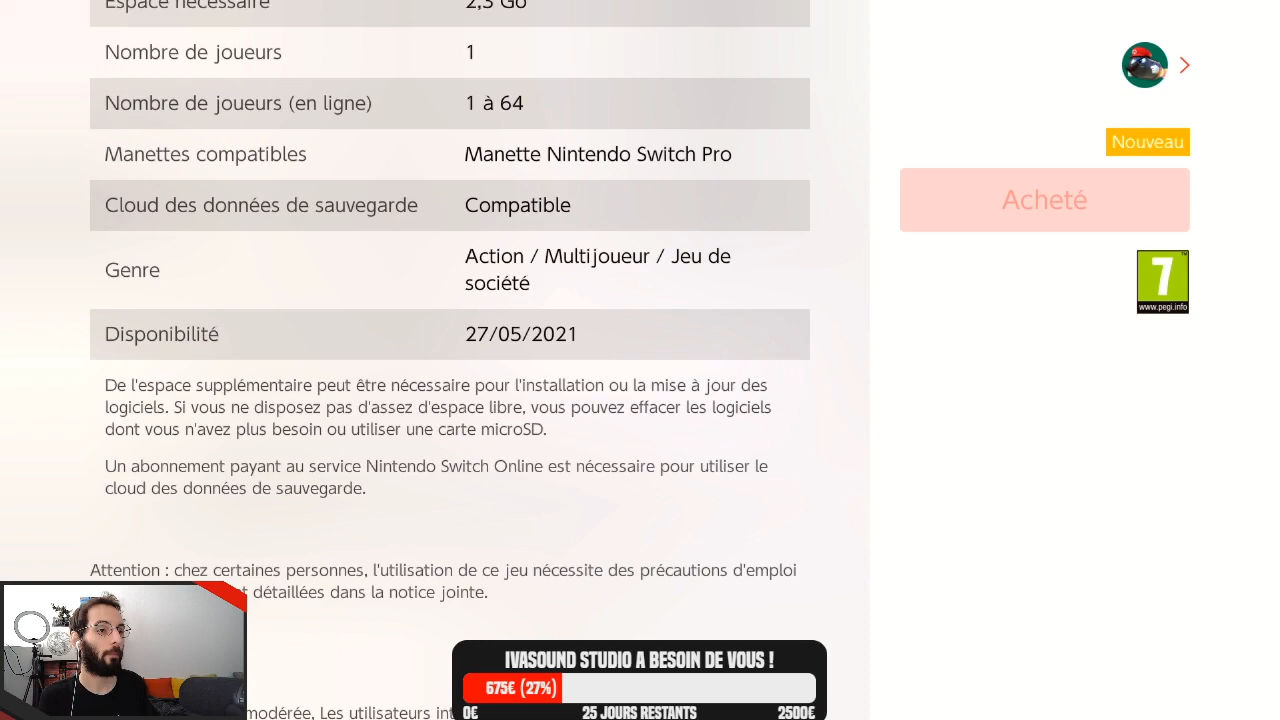 Espace nécessaire 2,3 Go
Nombre de joueurs 1
Nombre de joueurs (en ligne) 1 à 64
Manettes compatibles Manette Nintendo Switch Pro
Cloud des données de sauvegarde Compatible
Genre Action / Multijoueur / Jeu de
société
Disponibilité 27/05/2021
De l'espace supplémentaire peut être nécessaire pour l'installation ou la mise à jour des
logiciels. Si vous ne disposez pas d'assez d'espace libre, vous pouvez effacer les logiciels
dont vous n'avez plus besoin ou utiliser une carte microSD.
Un abonnement payant au service Nintendo Switch Online est nécessaire pour utiliser le
cloud des données de sauvegarde.
Attention : chez certaines personnes, l'utilisation de ce jeu nécessite des précautions d'emploi
détaillées dans la notice jointe.
modérée, Les utilisateurs
Nouveau
Acheté
7
www.pegi.info
IVASOUND STUDIO A BESOIN DE VOUS !
675€ (27%)
0€ 25 JOURS RESTANTS 2500€